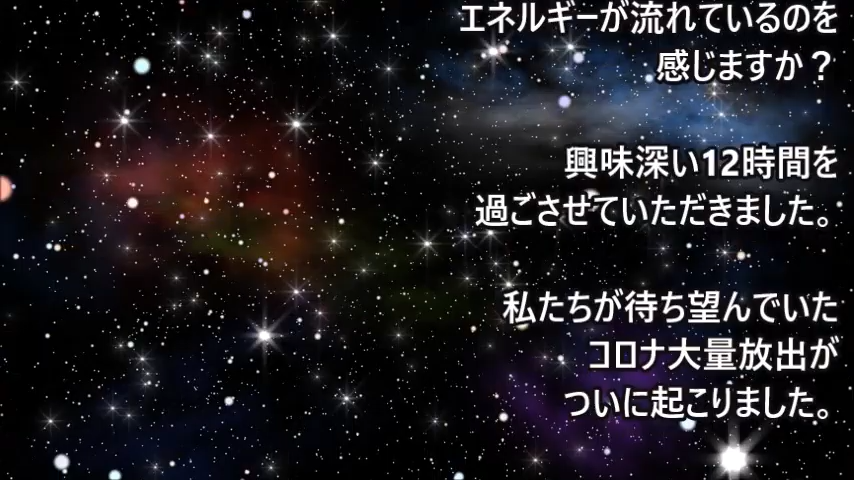 エネルギーが流れているのを
感じますか？
興味深い12時間を
過ごさせていただきました。
私たちが待ち望んでいた
コロナ大量放出が
ついに起こりました。